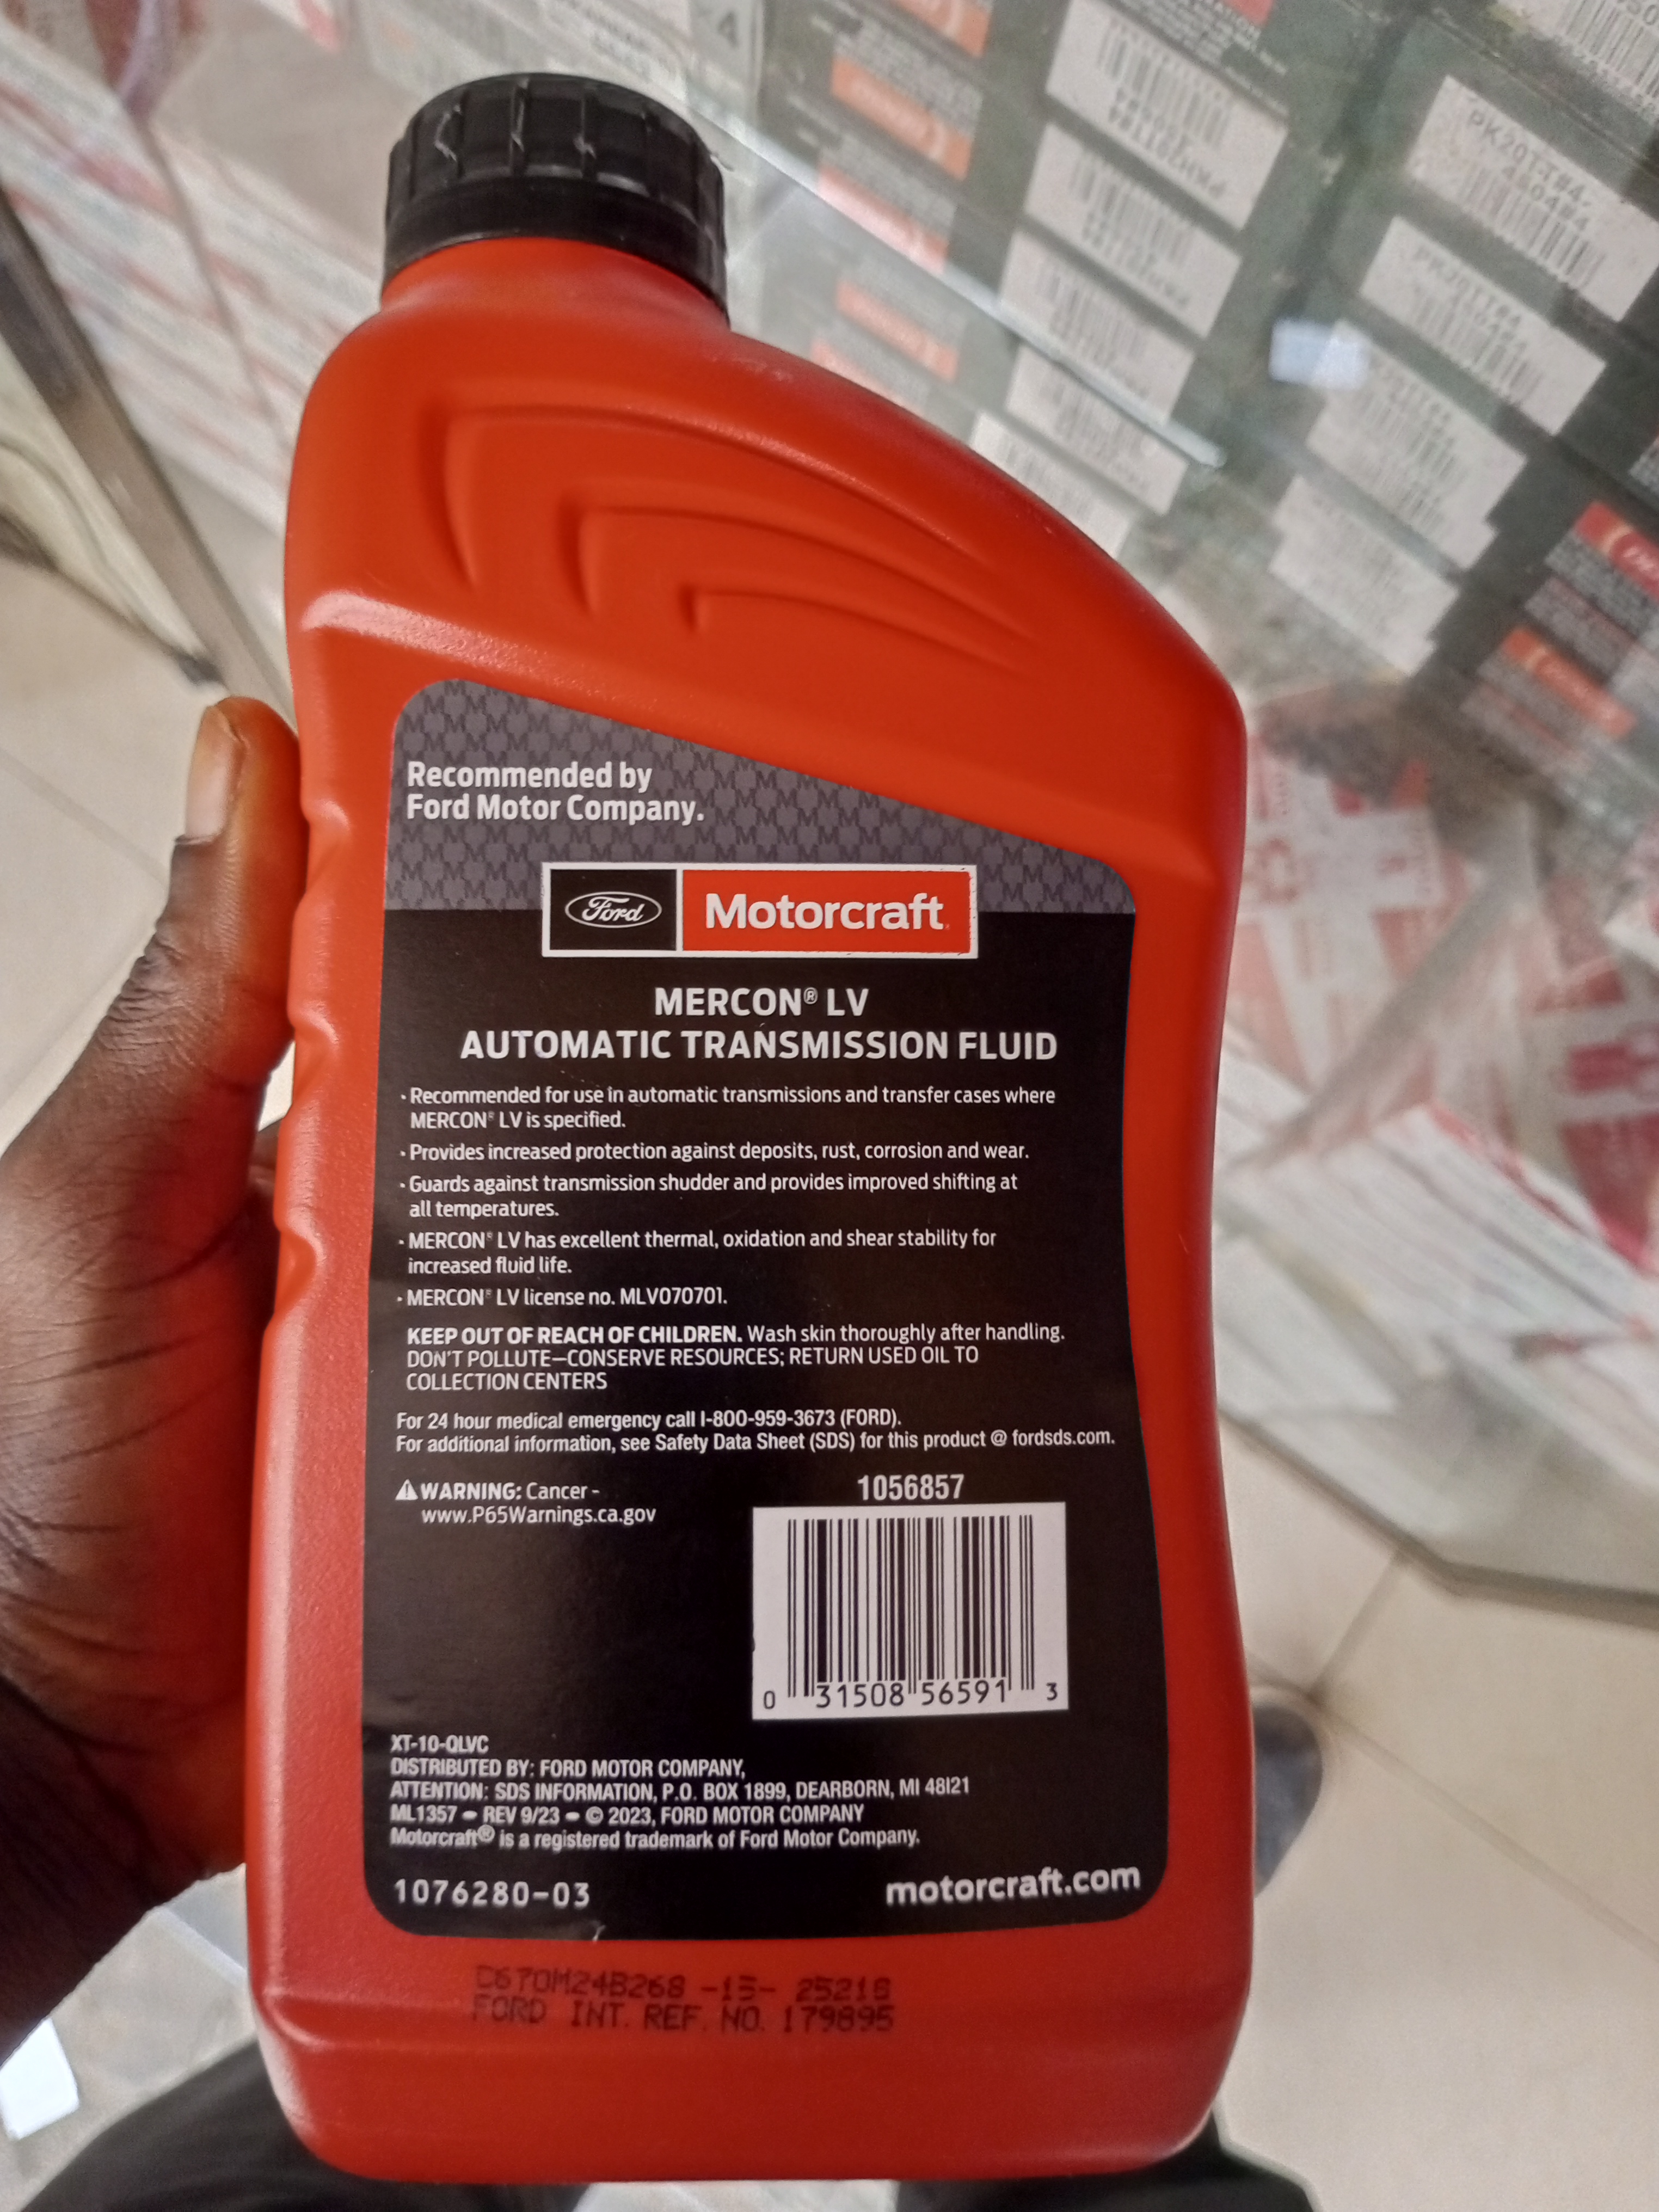 Recommended by
Ford Motor Company.
Ford Motorcraft
MERCON® LV
AUTOMATIC TRANSMISSION FLUID
• Recommended for use in automatic transmissions and transfer cases where
MERCON® LV is specified.
• Provides increased protection against deposits, rust, corrosion and wear.
• Guards against transmission shudder and provides improved shifting at
all temperatures.
• MERCON® LV has excellent thermal, oxidation and shear stability for
increased fluid life.
• MERCON® LV license no. MLV070701.
KEEP OUT OF REACH OF CHILDREN. Wash skin thoroughly after handling.
DON'T POLLUTE—CONSERVE RESOURCES; RETURN USED OIL TO
COLLECTION CENTERS
For 24 hour medical emergency call 1-800-959-3673 (FORD).
For additional information, see Safety Data Sheet (SDS) for this product @ fordsds.com.
⚠ WARNING: Cancer -
www.P65Warnings.ca.gov
1056857
0 31508 56591 3
XT-10-QLVC
DISTRIBUTED BY: FORD MOTOR COMPANY,
ATTENTION: SDS INFORMATION, P.O. BOX 1899, DEARBORN, MI 48121
ML1357 – REV 9/23 – © 2023, FORD MOTOR COMPANY
Motorcraft® is a registered trademark of Ford Motor Company.
1076280-03
motorcraft.com
C670M24B268 -15- 25218
FORD INT. REF. NO. 179895